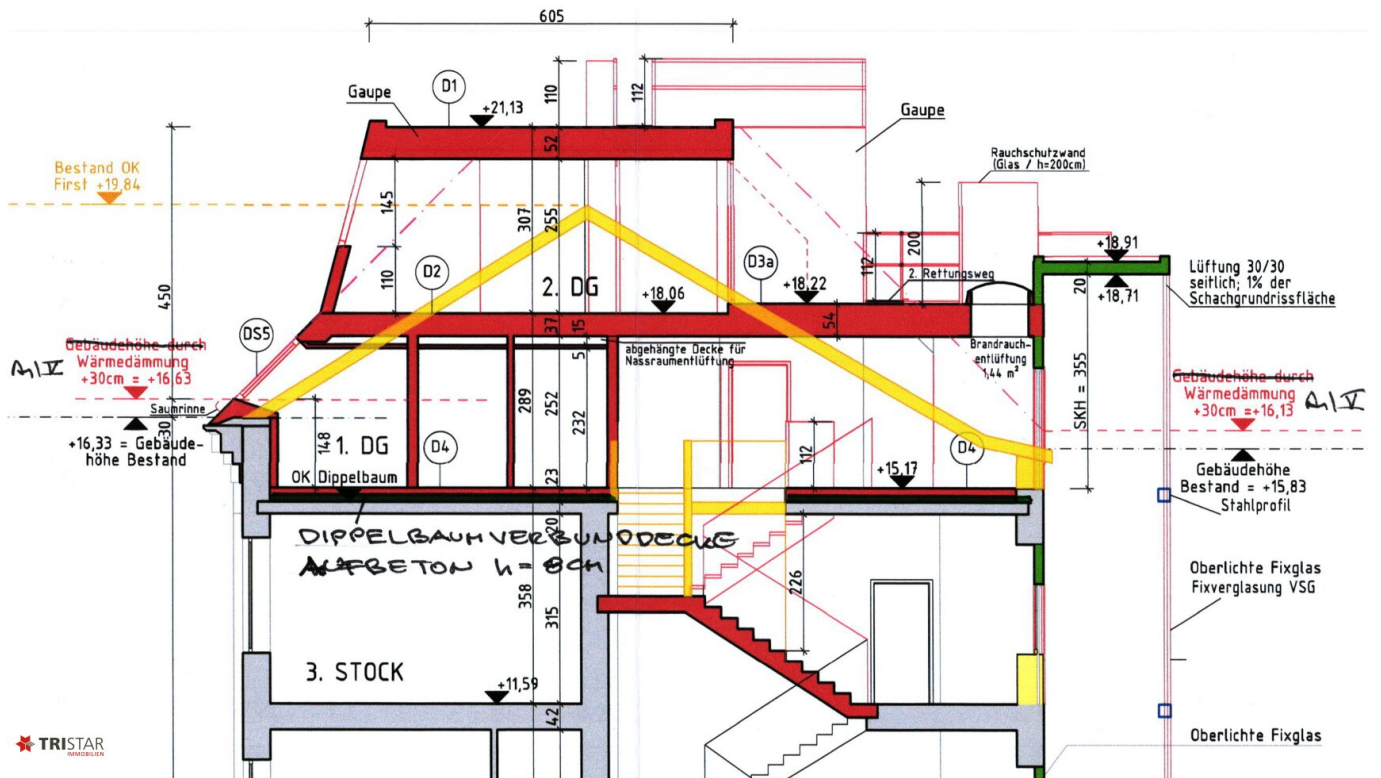 605
Gaupe
D1
+21,13
110
112
52
Gaupe
Rauchschutzwand
(Glas / h=200cm)
Bestand OK
First +19,84
145
307
255
110
D2
2. DG
+18,06
D3a
+18,22
112
2. Rettungsweg
200
+18,91
20
+18,71
Lüftung 30/30
seitlich; 1% der
Schachgrundrissfläche
450
DS5
37
15
54
abgehängte Decke für
Nassraumentlüftung
5
Brandrauch-
entlüftung
1,44 m²
SKH = 355
Gebäudehöhe durch
Wärmedämmung
+30cm = +16,63
Saumrinne
30
+16,33 = Gebäude-
höhe Bestand
148
1. DG
D4
OK Dippelbaum
289
252
232
23
112
+15,17
D4
Gebäudehöhe durch
Wärmedämmung
+30cm =+16,13
Gebäudehöhe
Bestand = +15,83
Stahlprofil
DIPPELBAUMVERBUNDDECKE
AUFBETON h = 8CM
20
358
315
226
Oberlichte Fixglas
Fixverglasung VSG
3. STOCK
+11,59
42
Oberlichte Fixglas
TRISTAR
IMMOBILIEN